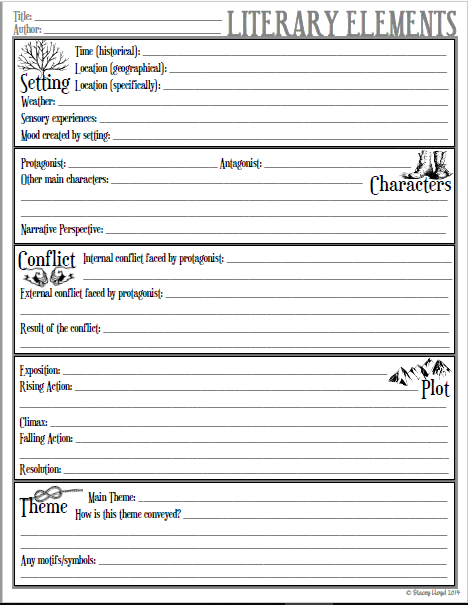 Title:
Author:
LITERARY ELEMENTS
Setting
Time (historical):
Location (geographical):
Location (specifically):
Weather:
Sensory experiences:
Mood created by setting:
Characters
Protagonist: Antagonist:
Other main characters:
Narrative Perspective:
Conflict
Internal conflict faced by protagonist:
External conflict faced by protagonist:
Result of the conflict:
Plot
Exposition:
Rising Action:
Climax:
Falling Action:
Resolution:
Theme
Main Theme:
How is this theme conveyed?
Any motifs/symbols:
© Stacey Lloyd 2014